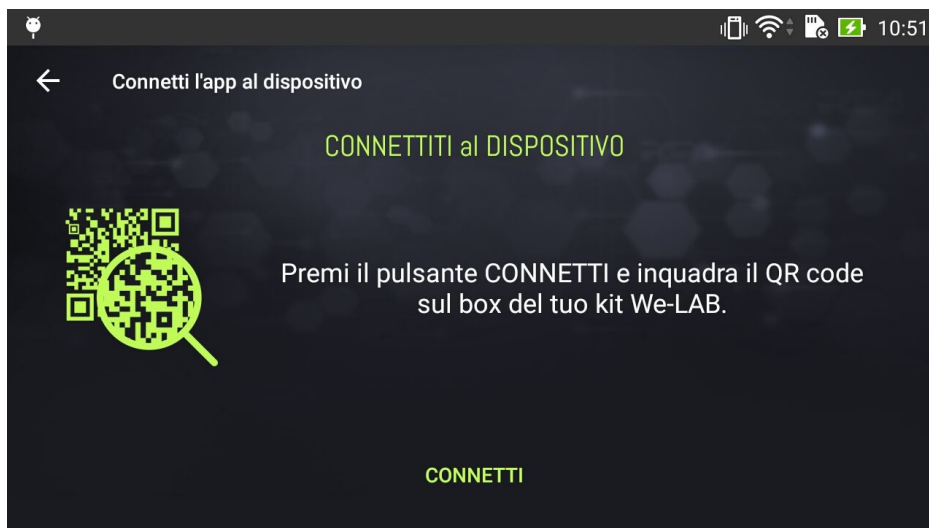 10:51
Connetti l'app al dispositivo
CONNETTITI al DISPOSITIVO
Premi il pulsante CONNETTI e inquadra il QR code
sul box del tuo kit We-LAB.
CONNETTI